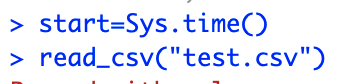 > start=Sys.time()
> read_csv("test.csv")